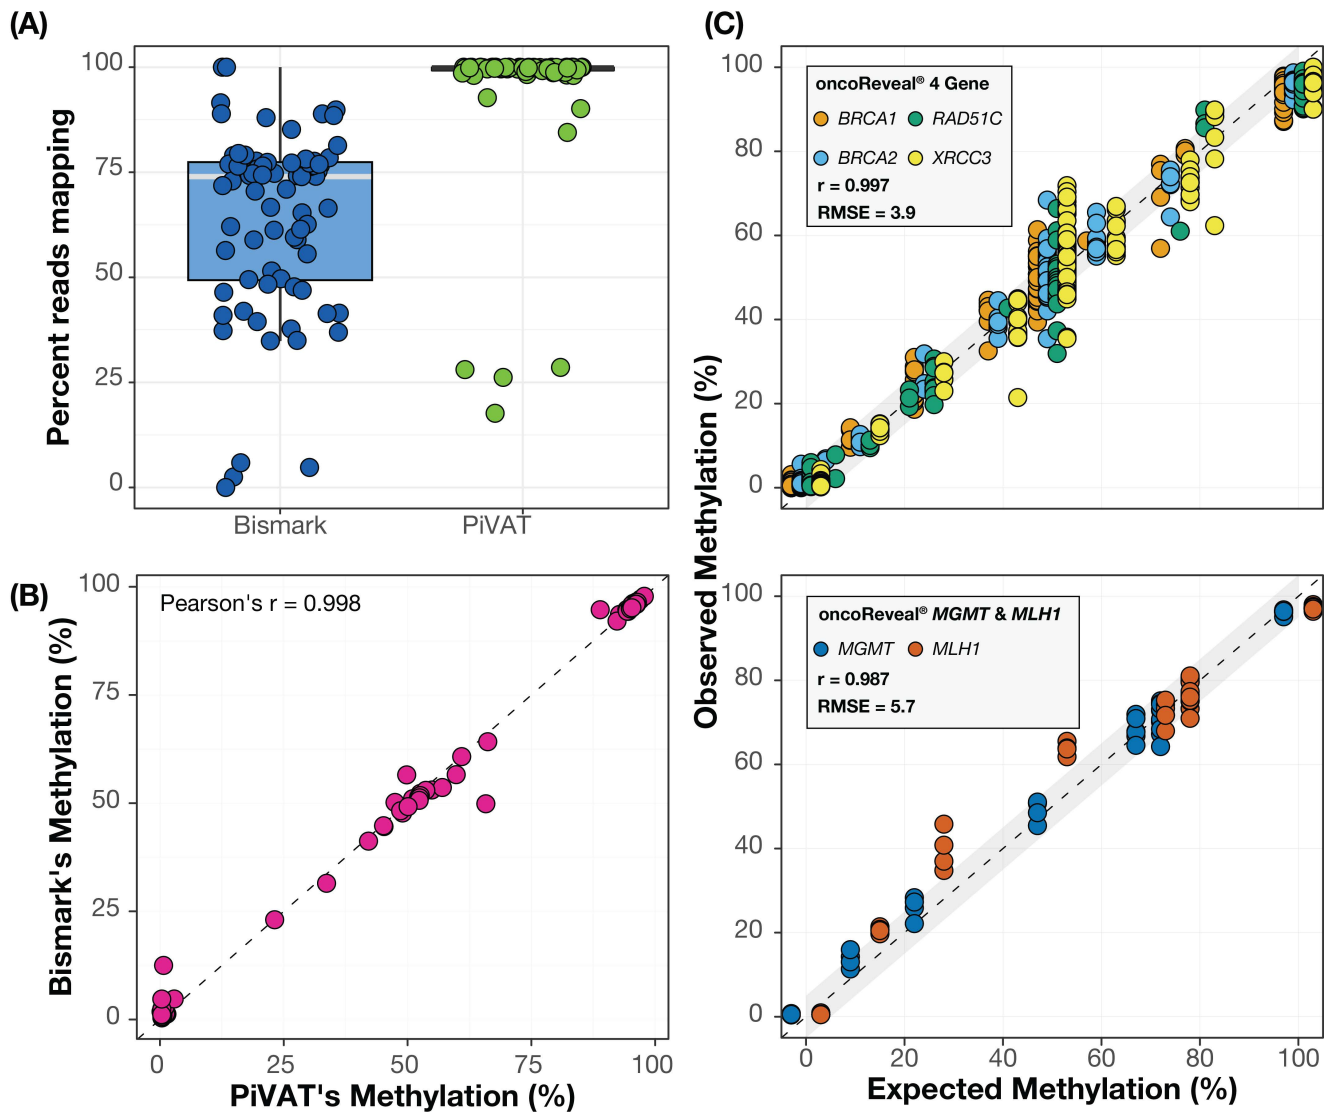 (A)
Percent reads mapping
100
75
50
25
0
Bismark
PiVAT
(B)
Bismark's Methylation (%)
100
75
50
25
0
Pearson's r = 0.998
0
25
50
75
100
PiVAT's Methylation (%)
(C)
Observed Methylation (%)
100
80
60
40
20
0
oncoReveal® 4 Gene
BRCA1 RAD51C
BRCA2 XRCC3
r = 0.997
RMSE = 3.9
100
80
60
40
20
0
oncoReveal® MGMT & MLH1
MGMT MLH1
r = 0.987
RMSE = 5.7
0
20
40
60
80
100
Expected Methylation (%)